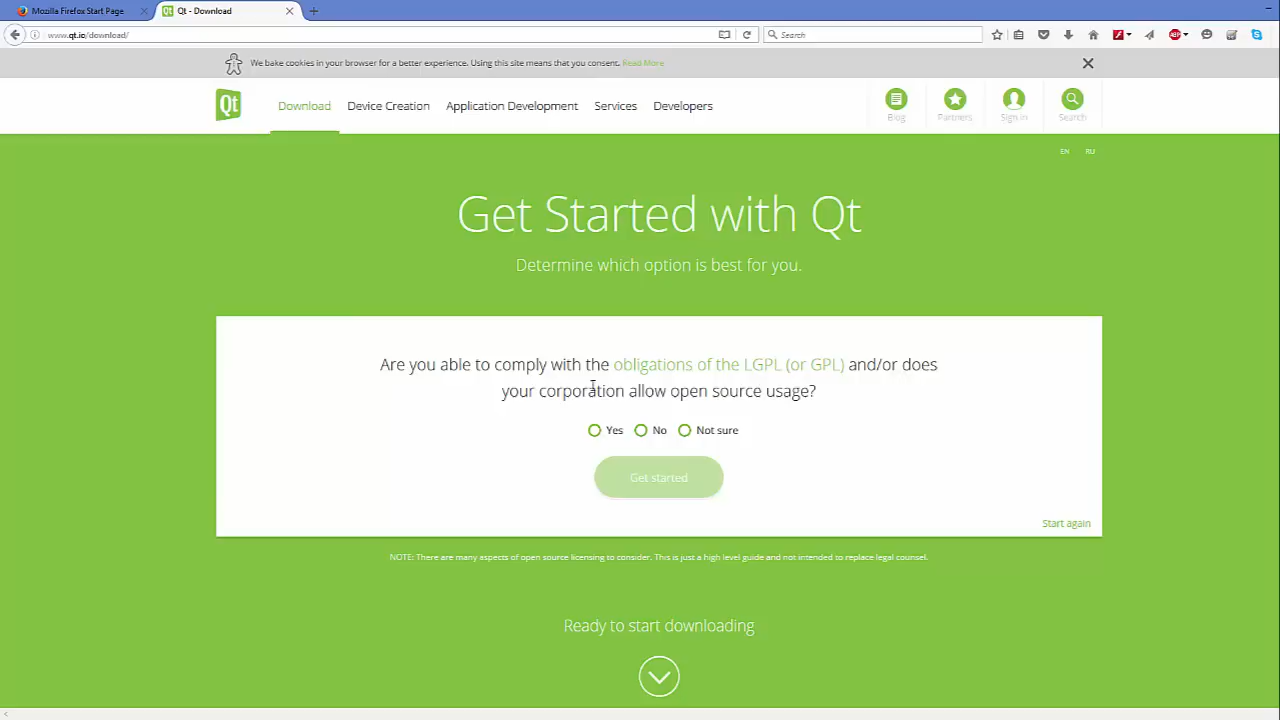 Mozilla Firefox Start Page
Qt - Download
www.qt.io/download/
Search
We bake cookies in your browser for a better experience. Using this site means that you consent. Read More
Qt
Download
Device Creation
Application Development
Services
Developers
Blog
Partners
Sign in
Search
EN
RU
Get Started with Qt
Determine which option is best for you.
Are you able to comply with the obligations of the LGPL (or GPL) and/or does
your corporation allow open source usage?
Yes
No
Not sure
Get started
Start again
NOTE: There are many aspects of open source licensing to consider. This is just a high level guide and not intended to replace legal counsel.
Ready to start downloading